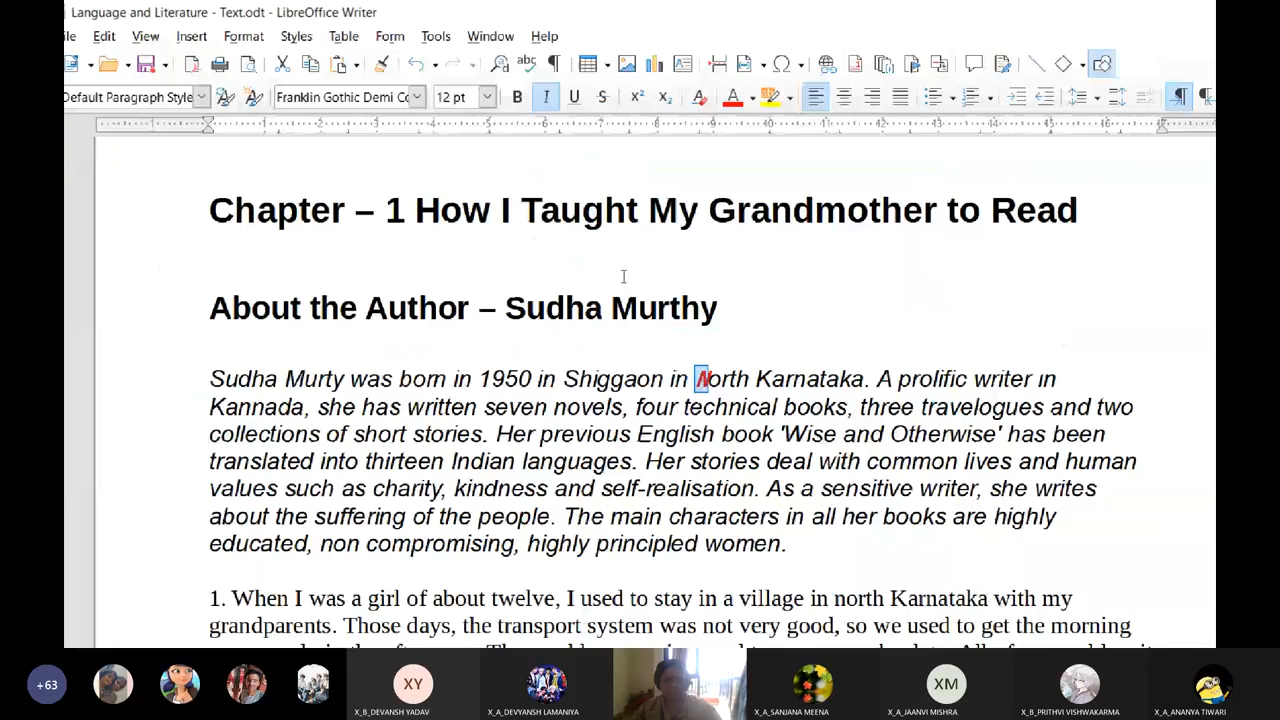 Language and Literature - Text.odt - LibreOffice Writer
ile Edit View Insert Format Styles Table Form Tools Window Help
Default Paragraph Style Franklin Gothic Demi Co 12 pt
Chapter – 1 How I Taught My Grandmother to Read
About the Author – Sudha Murthy
Sudha Murty was born in 1950 in Shiggaon in North Karnataka. A prolific writer in
Kannada, she has written seven novels, four technical books, three travelogues and two
collections of short stories. Her previous English book 'Wise and Otherwise' has been
translated into thirteen Indian languages. Her stories deal with common lives and human
values such as charity, kindness and self-realisation. As a sensitive writer, she writes
about the suffering of the people. The main characters in all her books are highly
educated, non compromising, highly principled women.
1. When I was a girl of about twelve, I used to stay in a village in north Karnataka with my
grandparents. Those days, the transport system was not very good, so we used to get the morning
+63 XY XM
X_B_DEVANSH YADAV X_A_DEVYANSH LAMANIYA X_A_SANJANA MEENA X_A_JAANVI MISHRA X_B_PRITHVI VISHWAKARMA X_A_ANANYA TIWARI